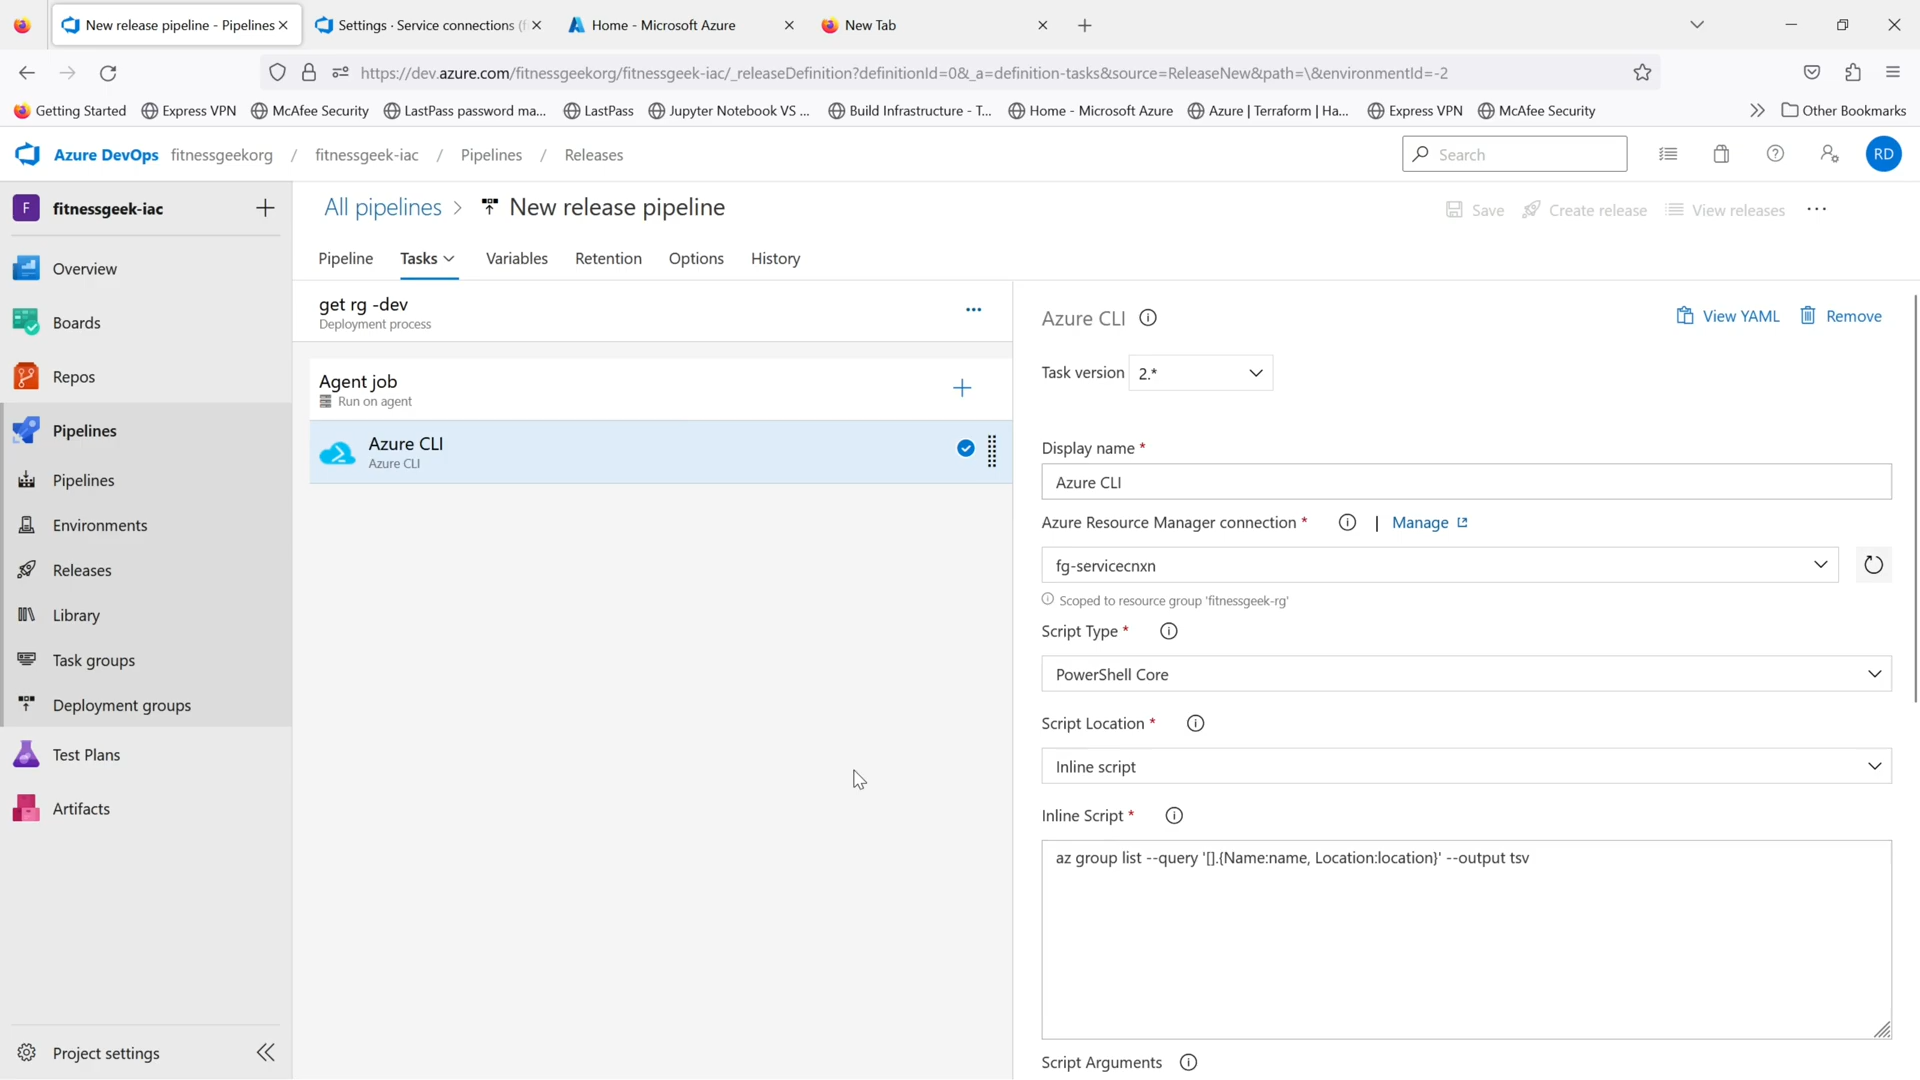 New release pipeline - Pipelines
Settings · Service connections (f
Home - Microsoft Azure
New Tab
https://dev.azure.com/fitnessgeekorg/fitnessgeek-iac/_releaseDefinition?definitionId=0&_a=definition-tasks&source=ReleaseNew&path=\&environmentId=-2
Getting Started
Express VPN
McAfee Security
LastPass password ma...
LastPass
Jupyter Notebook VS ...
Build Infrastructure - T...
Home - Microsoft Azure
Azure | Terraform | Ha...
Express VPN
McAfee Security
Other Bookmarks
Azure DevOps fitnessgeekorg / fitnessgeek-iac / Pipelines / Releases
Search
RD
F fitnessgeek-iac
Overview
Boards
Repos
Pipelines
Pipelines
Environments
Releases
Library
Task groups
Deployment groups
Test Plans
Artifacts
Project settings
All pipelines > New release pipeline
Save
Create release
View releases
Pipeline
Tasks
Variables
Retention
Options
History
get rg -dev
Deployment process
Agent job
Run on agent
Azure CLI
Azure CLI
Azure CLI
View YAML
Remove
Task version 2.*
Display name *
Azure CLI
Azure Resource Manager connection * | Manage
fg-servicecnxn
Scoped to resource group 'fitnessgeek-rg'
Script Type *
PowerShell Core
Script Location *
Inline script
Inline Script *
az group list --query '[].{Name:name, Location:location}' --output tsv
Script Arguments